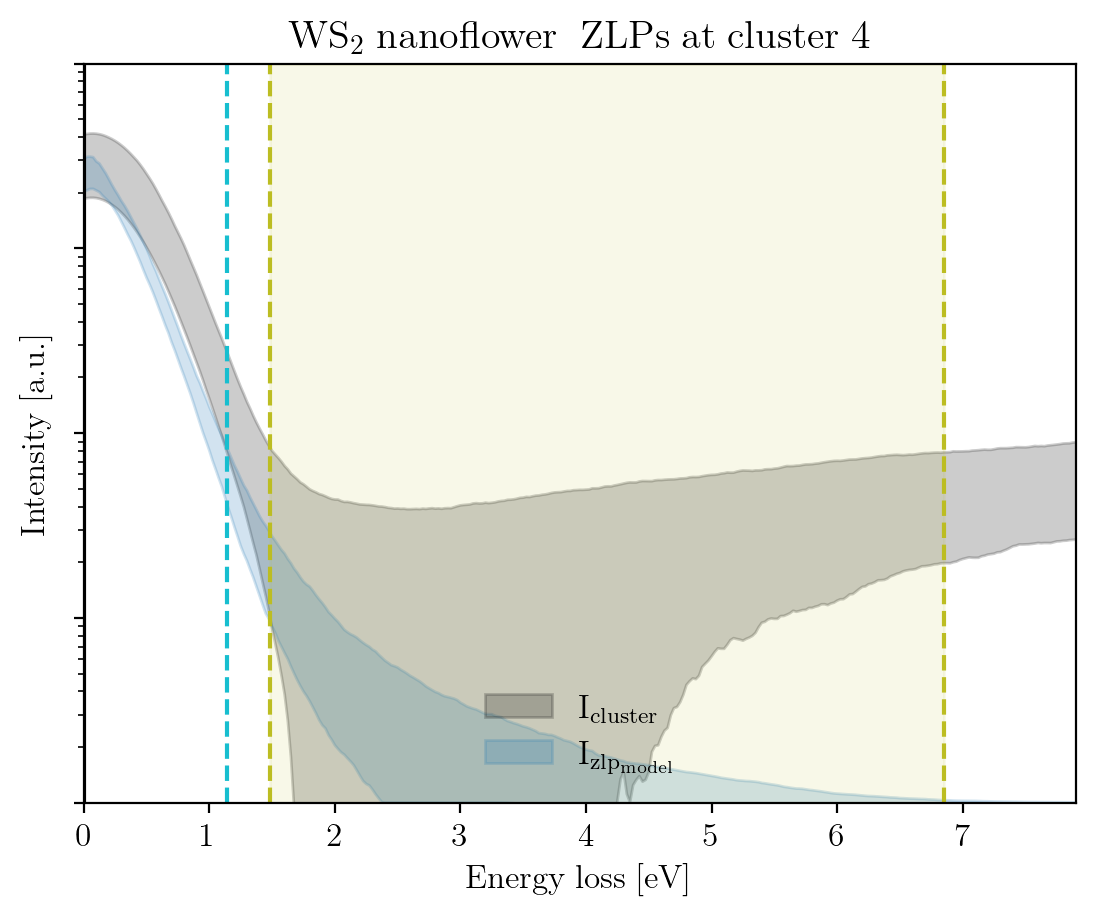 WS₂ nanoflower ZLPs at cluster 4
Intensity [a.u.]
I_cluster
I_zlp_model
0 1 2 3 4 5 6 7
Energy loss [eV]